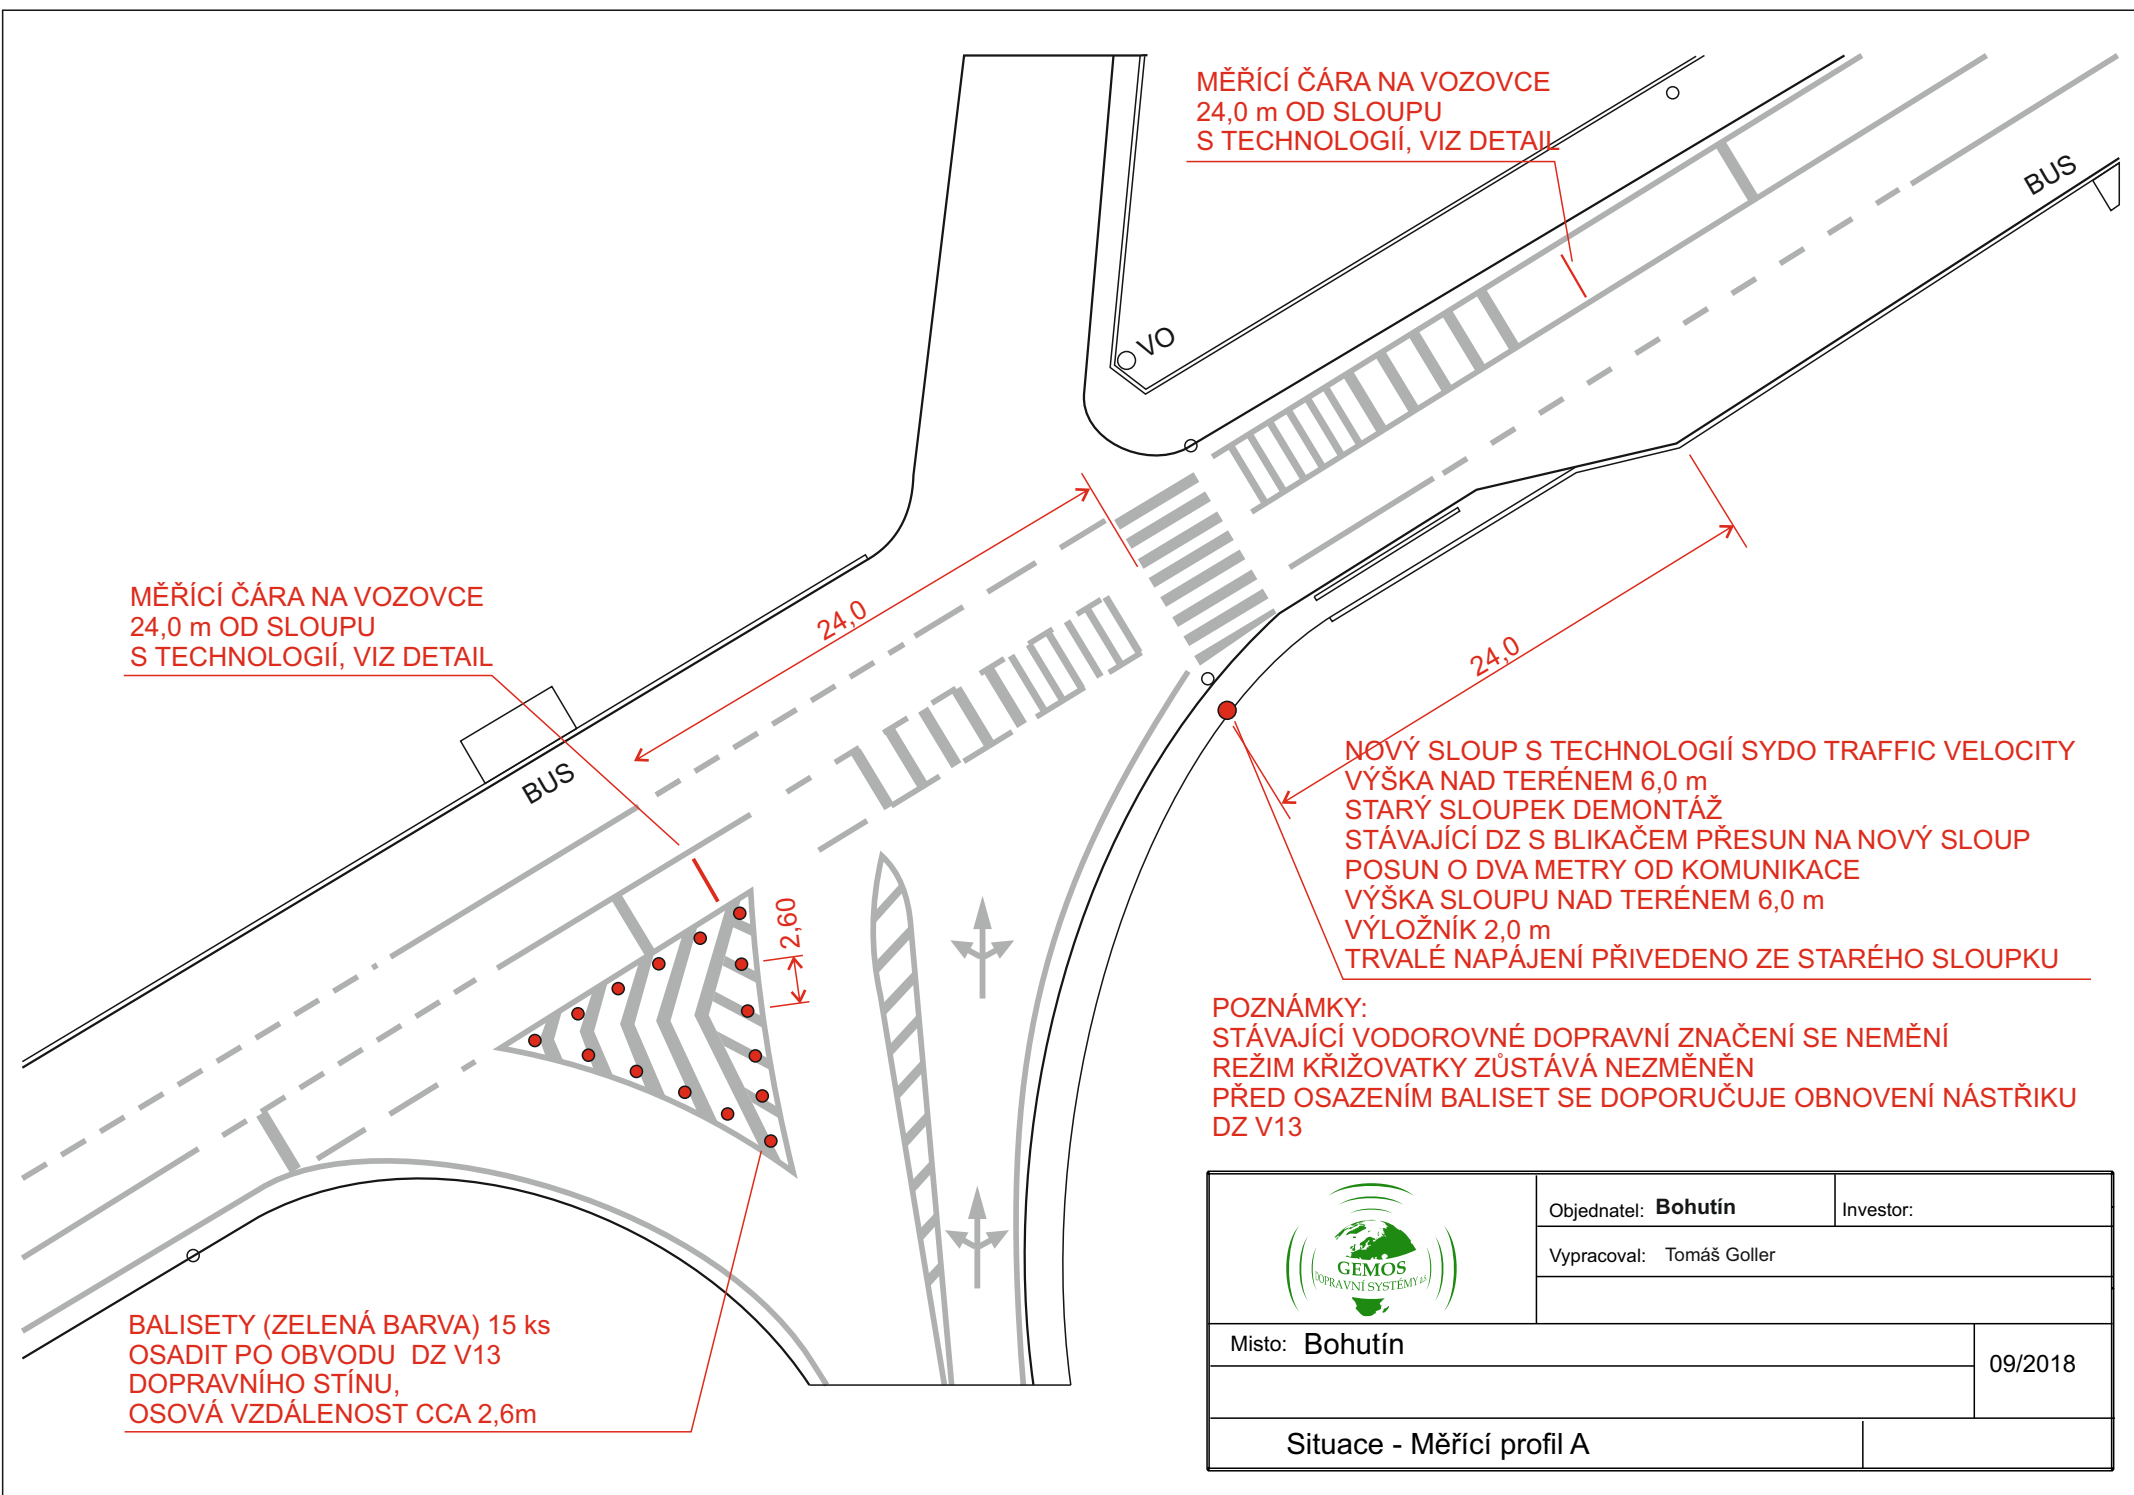 MĚŘÍCÍ ČÁRA NA VOZOVCE
24,0 m OD SLOUPU
S TECHNOLOGIÍ, VIZ DETAIL
BUS
VO
24,0
MĚŘÍCÍ ČÁRA NA VOZOVCE
24,0 m OD SLOUPU
S TECHNOLOGIÍ, VIZ DETAIL
BUS
24,0
NOVÝ SLOUP S TECHNOLOGIÍ SYDO TRAFFIC VELOCITY
VÝŠKA NAD TERÉNEM 6,0 m
STARÝ SLOUPEK DEMONTÁŽ
STÁVAJÍCÍ DZ S BLIKAČEM PŘESUN NA NOVÝ SLOUP
POSUN O DVA METRY OD KOMUNIKACE
VÝŠKA SLOUPU NAD TERÉNEM 6,0 m
VÝLOŽNÍK 2,0 m
TRVALÉ NAPÁJENÍ PŘIVEDENO ZE STARÉHO SLOUPKU
2,60
POZNÁMKY:
STÁVAJÍCÍ VODOROVNÉ DOPRAVNÍ ZNAČENÍ SE NEMĚNÍ
REŽIM KŘIŽOVATKY ZŮSTÁVÁ NEZMĚNĚN
PŘED OSAZENÍM BALISET SE DOPORUČUJE OBNOVENÍ NÁSTŘIKU
DZ V13
BALISETY (ZELENÁ BARVA) 15 ks
OSADIT PO OBVODU DZ V13
DOPRAVNÍHO STÍNU,
OSOVÁ VZDÁLENOST CCA 2,6m
GEMOS
DOPRAVNÍ SYSTÉMY a.s
Objednatel: Bohutín
Investor:
Vypracoval: Tomáš Goller
Misto: Bohutín
09/2018
Situace - Měřící profil A